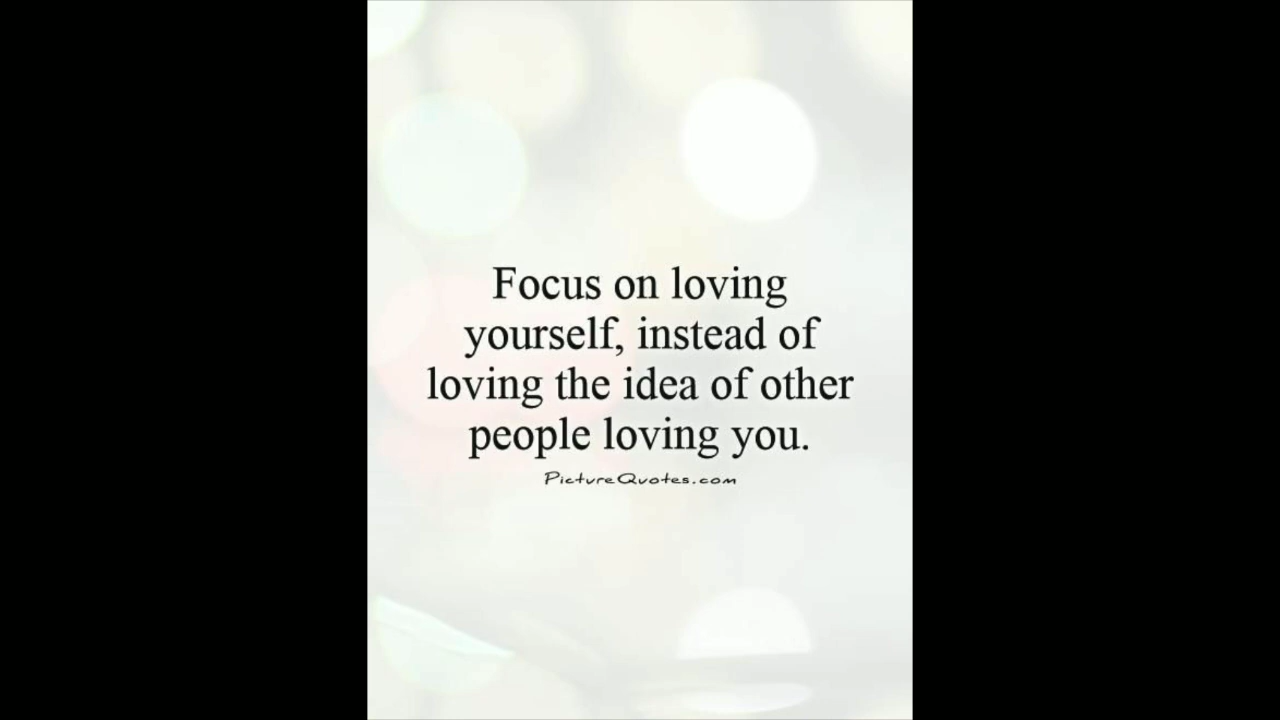 Focus on loving
yourself, instead of
loving the idea of other
people loving you.
PictureQuotes.com